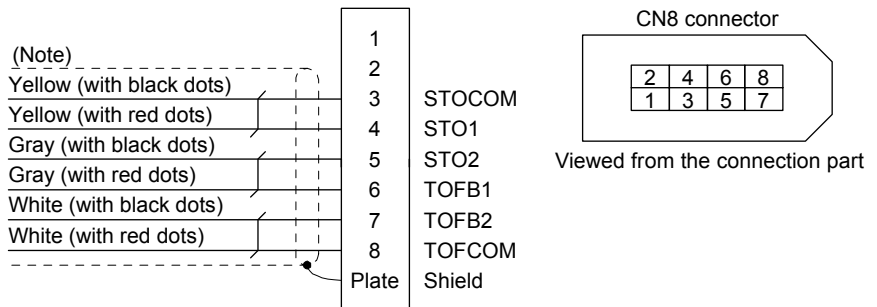 (Note)
Yellow (with black dots)
Yellow (with red dots)
Gray (with black dots)
Gray (with red dots)
White (with black dots)
White (with red dots)
1
2
3 STOCOM
4 STO1
5 STO2
6 TOFB1
7 TOFB2
8 TOFCOM
Plate Shield
CN8 connector
2 4 6 8
1 3 5 7
Viewed from the connection part